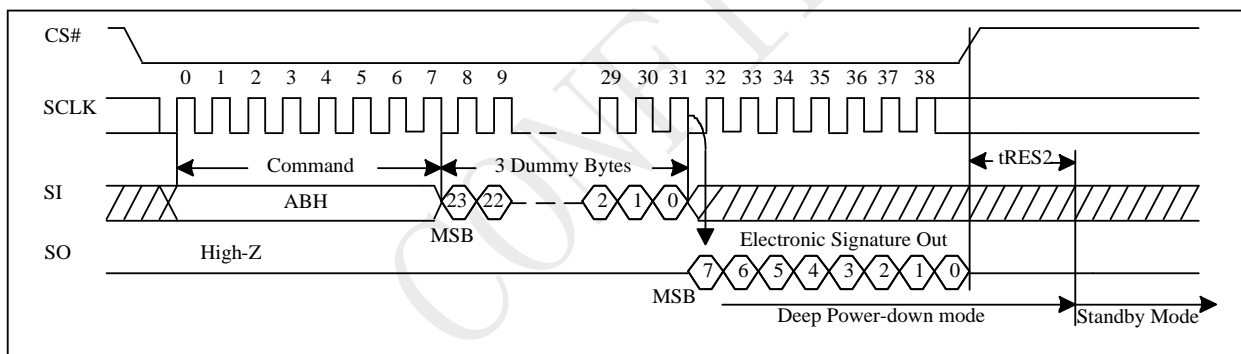 CS#
0 1 2 3 4 5 6 7 8 9 29 30 31 32 33 34 35 36 37 38
SCLK
Command 3 Dummy Bytes tRES2
SI ABH 23 22 2 1 0
MSB
SO High-Z Electronic Signature Out
7 6 5 4 3 2 1 0
MSB
Deep Power-down mode Standby Mode